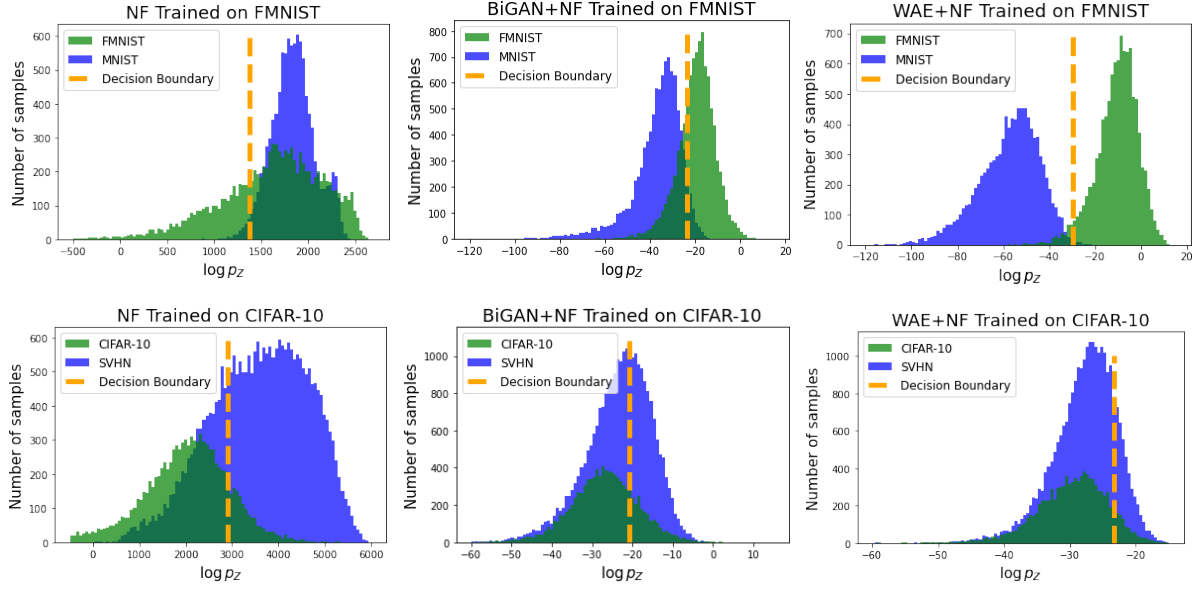 NF Trained on FMNIST
Number of samples
600
500
400
300
200
100
0
FMNIST
MNIST
Decision Boundary
−500
0
500
1000
1500
2000
2500
log p_Z
BiGAN+NF Trained on FMNIST
Number of samples
800
700
600
500
400
300
200
100
0
FMNIST
MNIST
Decision Boundary
−120
−100
−80
−60
−40
−20
0
20
log p_Z
WAE+NF Trained on FMNIST
Number of samples
700
600
500
400
300
200
100
0
FMNIST
MNIST
Decision Boundary
−120
−100
−80
−60
−40
−20
0
20
log p_Z
NF Trained on CIFAR-10
Number of samples
600
500
400
300
200
100
0
CIFAR-10
SVHN
Decision Boundary
0
1000
2000
3000
4000
5000
6000
log p_Z
BiGAN+NF Trained on CIFAR-10
Number of samples
1000
800
600
400
200
0
CIFAR-10
SVHN
Decision Boundary
−60
−50
−40
−30
−20
−10
0
10
log p_Z
WAE+NF Trained on CIFAR-10
Number of samples
1000
800
600
400
200
0
CIFAR-10
SVHN
Decision Boundary
−60
−50
−40
−30
−20
log p_Z